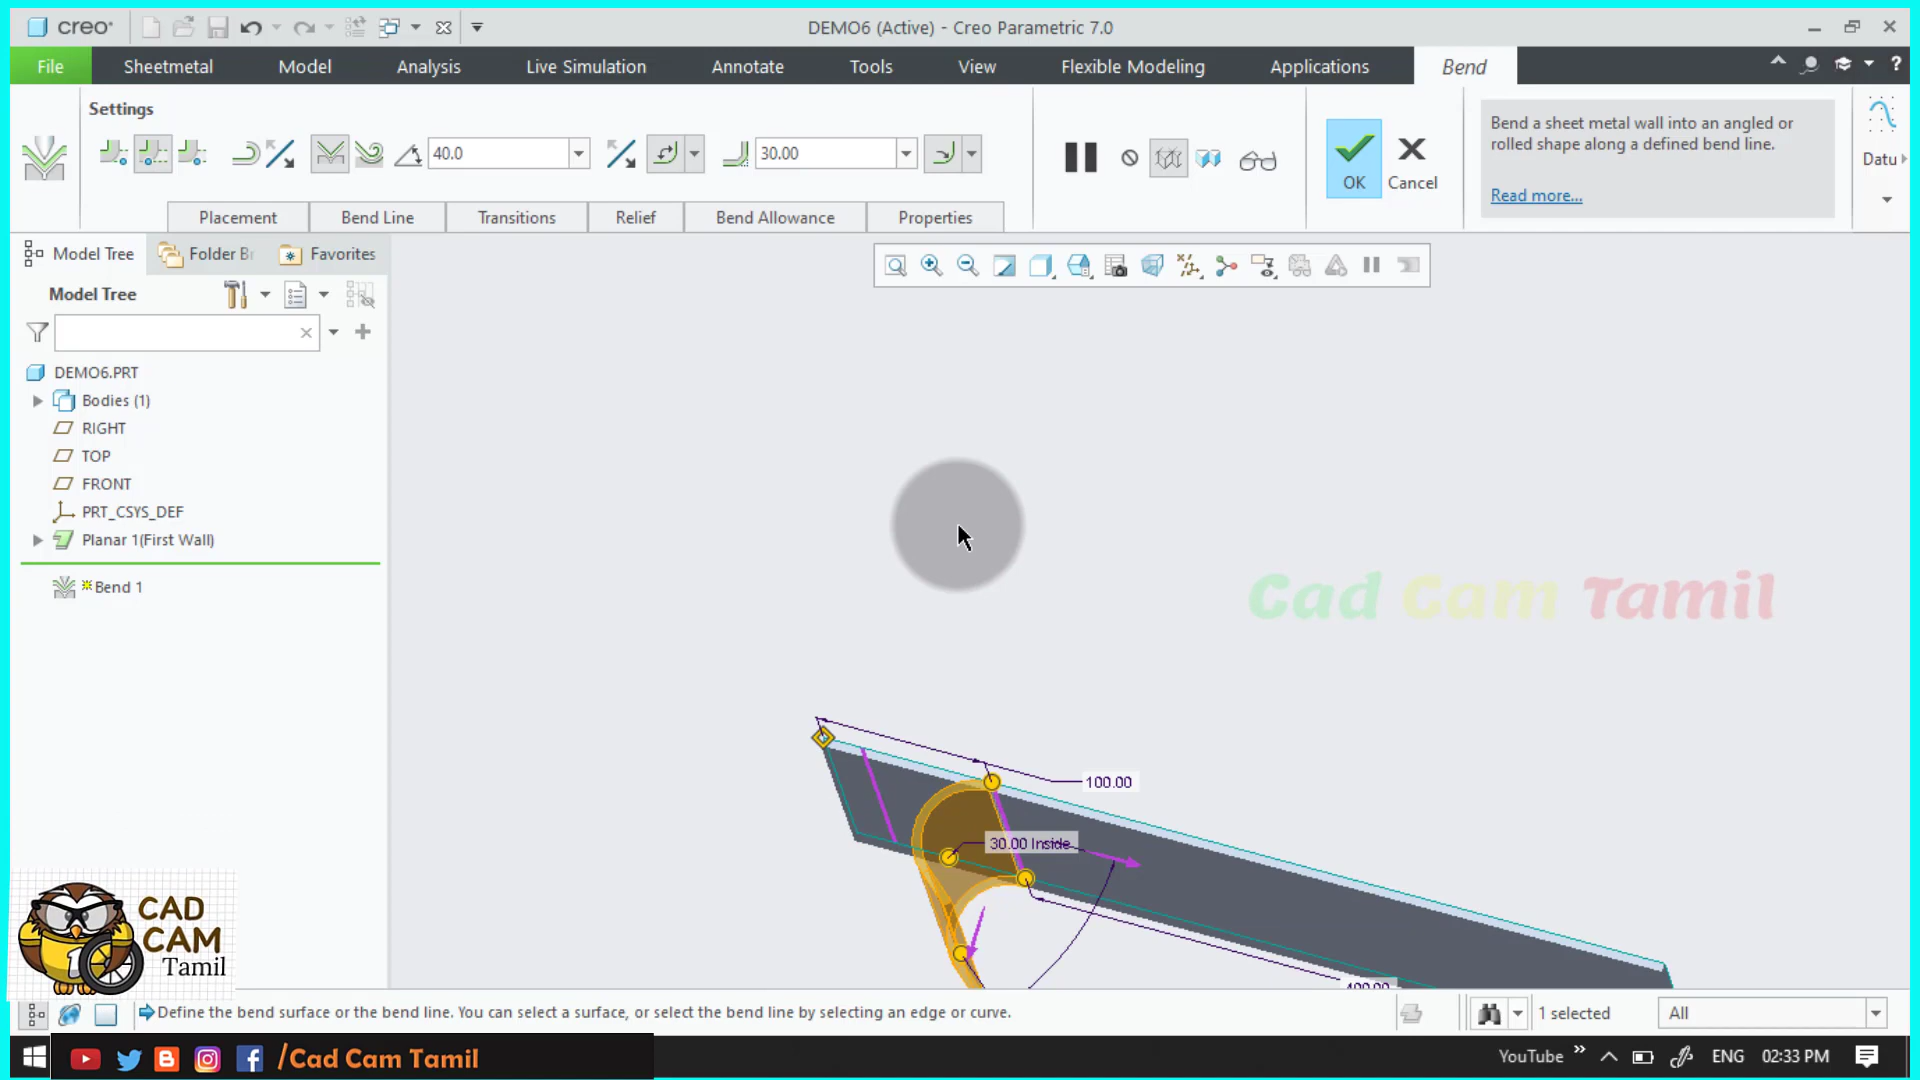 creo®
DEMO6 (Active) - Creo Parametric 7.0
File
Sheetmetal
Model
Analysis
Live Simulation
Annotate
Tools
View
Flexible Modeling
Applications
Bend
Settings
40.0
30.00
OK
Cancel
Bend a sheet metal wall into an angled or
rolled shape along a defined bend line.
Read more...
Datu
Placement
Bend Line
Transitions
Relief
Bend Allowance
Properties
Model Tree
Folder Br
Favorites
Model Tree
DEMO6.PRT
Bodies (1)
RIGHT
TOP
FRONT
PRT_CSYS_DEF
Planar 1(First Wall)
Bend 1
Cad Cam Tamil
100.00
30.00 Inside
400.00
CAD
CAM
Tamil
Define the bend surface or the bend line. You can select a surface, or select the bend line by selecting an edge or curve.
1 selected
All
/Cad Cam Tamil
YouTube
ENG
02:33 PM